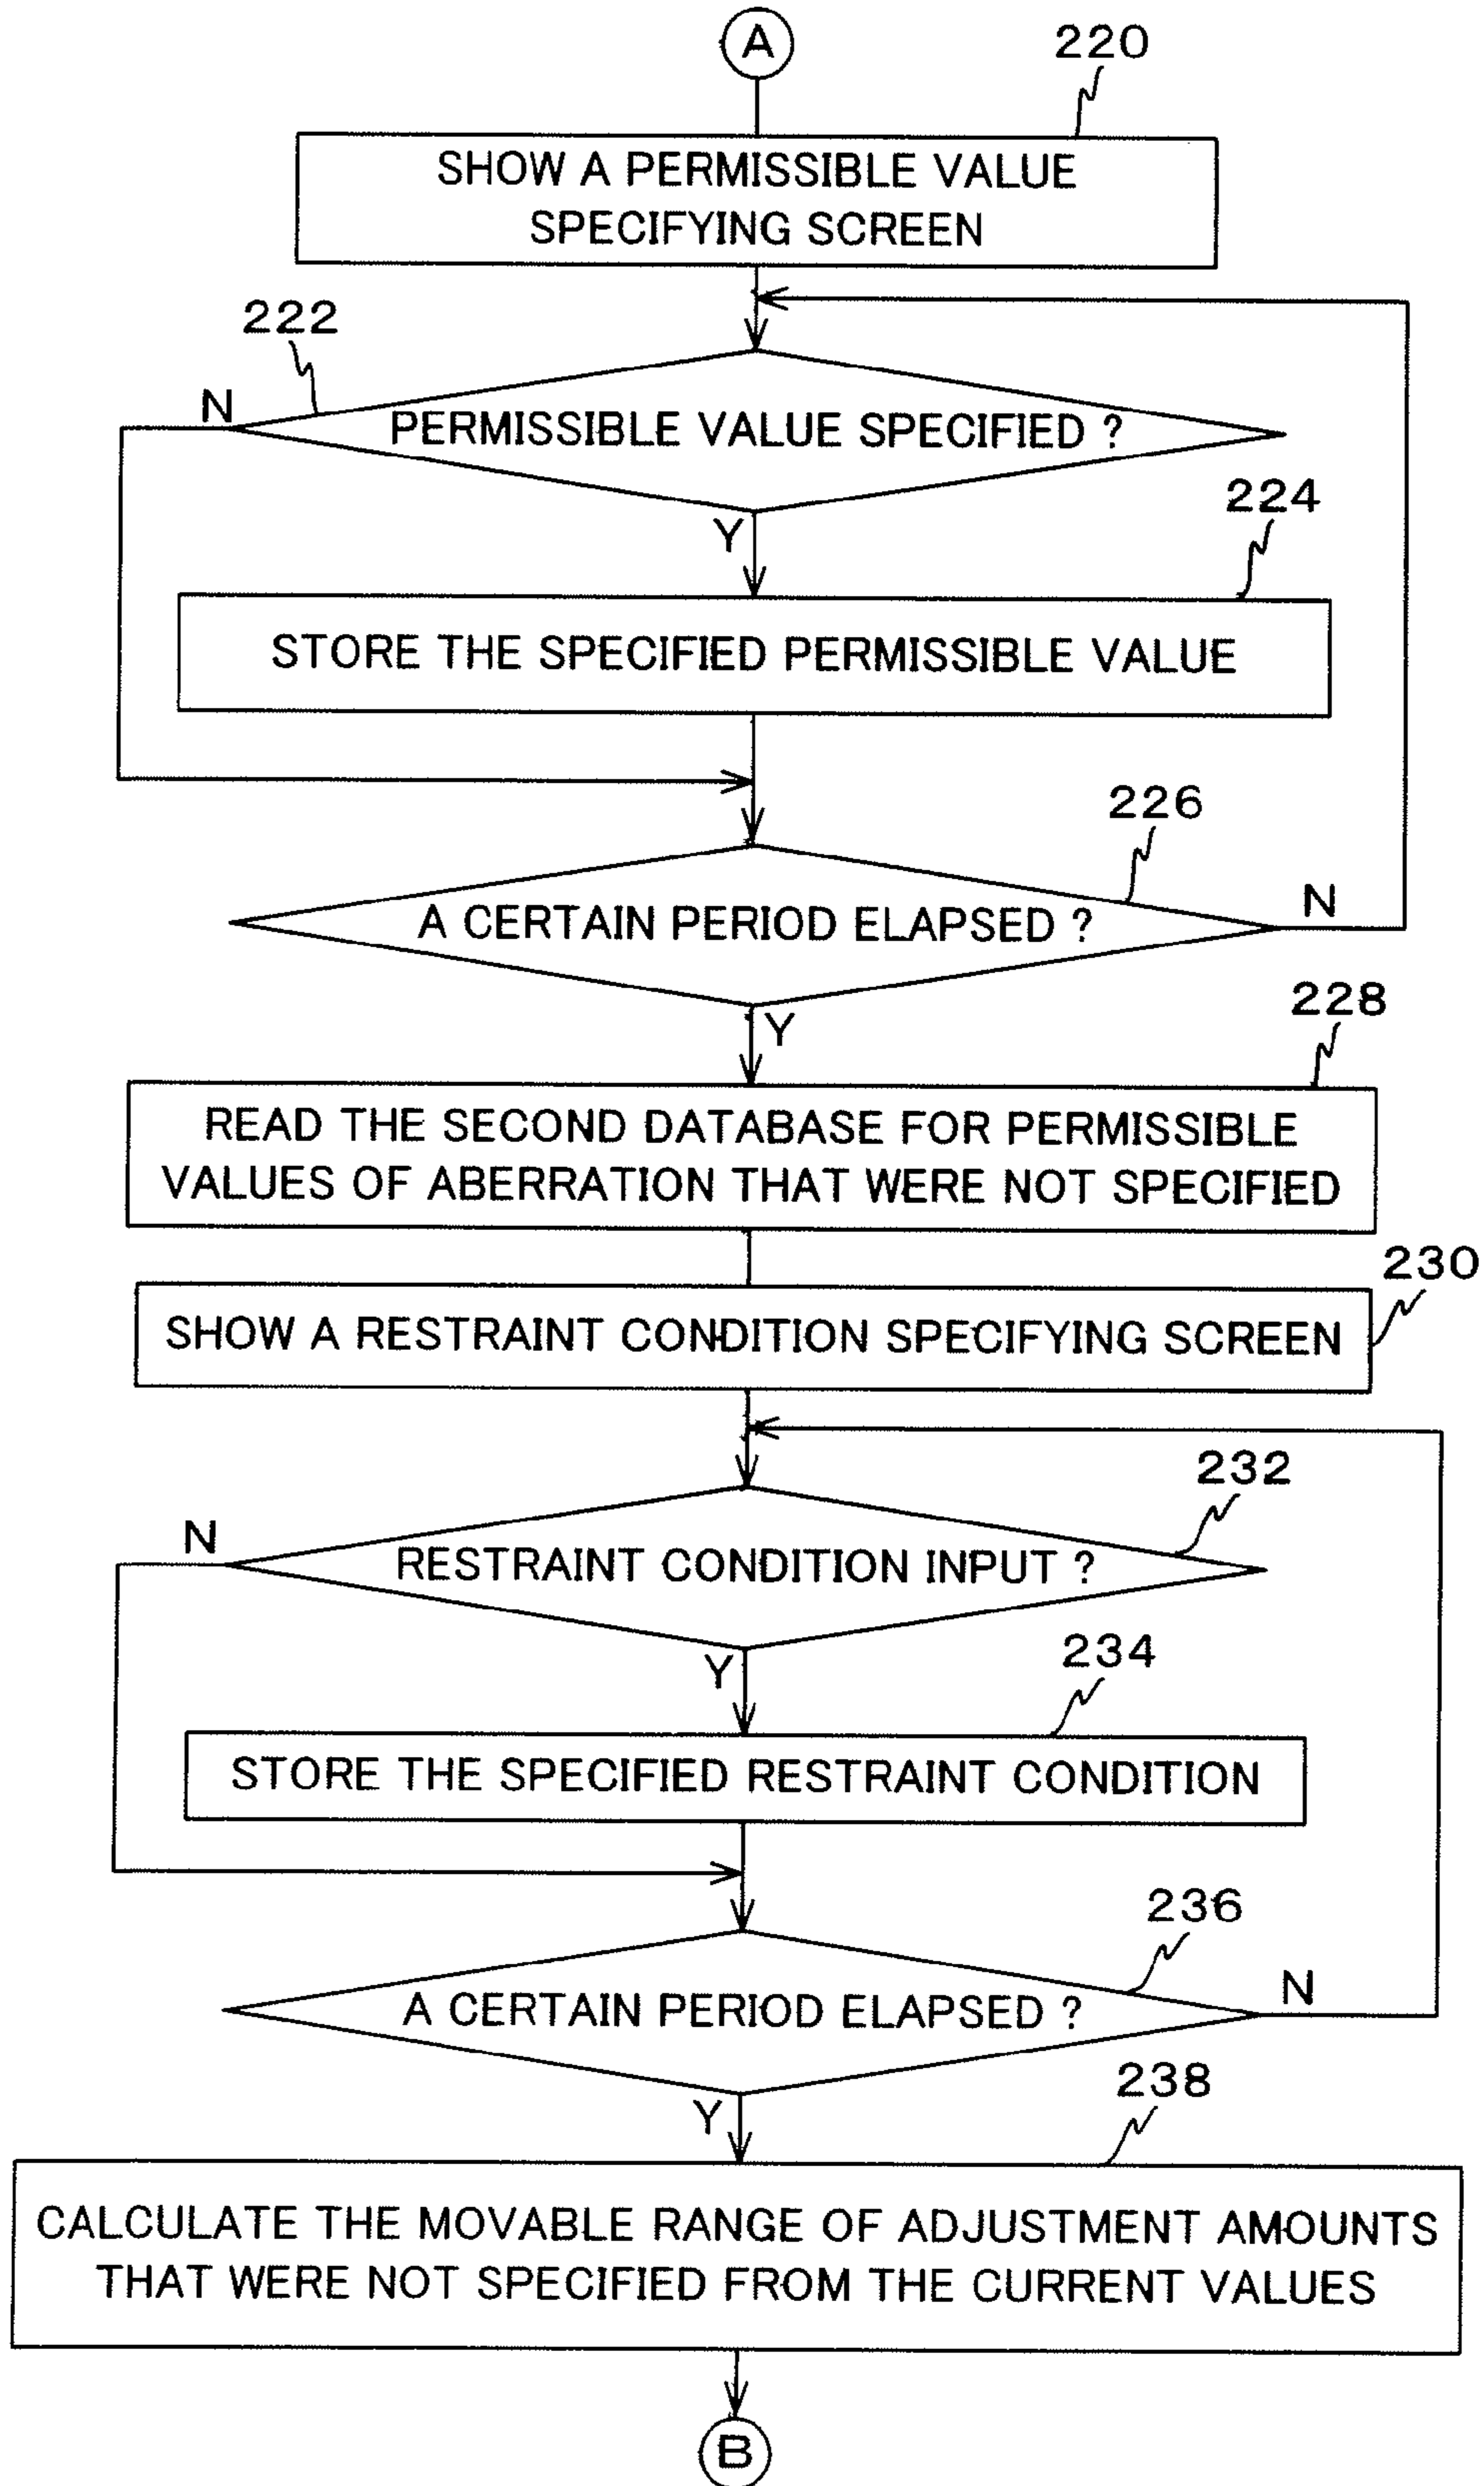 A
220
SHOW A PERMISSIBLE VALUE
SPECIFYING SCREEN
222
N
PERMISSIBLE VALUE SPECIFIED ?
Y
224
STORE THE SPECIFIED PERMISSIBLE VALUE
226
A CERTAIN PERIOD ELAPSED ?
N
Y
228
READ THE SECOND DATABASE FOR PERMISSIBLE
VALUES OF ABERRATION THAT WERE NOT SPECIFIED
230
SHOW A RESTRAINT CONDITION SPECIFYING SCREEN
232
N
RESTRAINT CONDITION INPUT ?
Y
234
STORE THE SPECIFIED RESTRAINT CONDITION
236
A CERTAIN PERIOD ELAPSED ?
N
Y
238
CALCULATE THE MOVABLE RANGE OF ADJUSTMENT AMOUNTS
THAT WERE NOT SPECIFIED FROM THE CURRENT VALUES
B